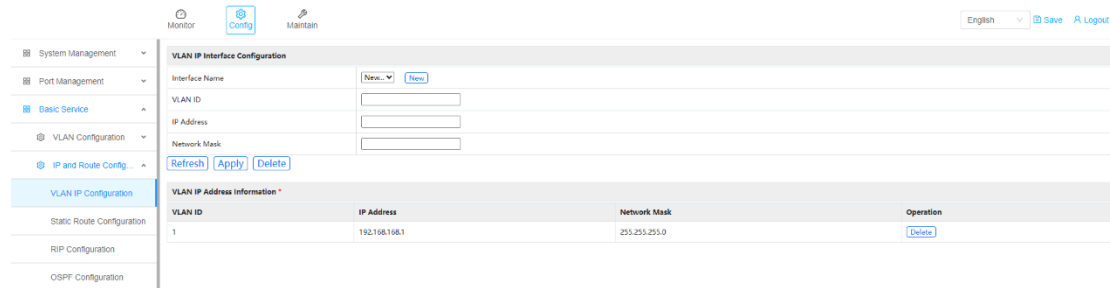 Monitor Config Maintain
English Save Logout
System Management
Port Management
Basic Service
VLAN Configuration
IP and Route Config...
VLAN IP Configuration
Static Route Configuration
RIP Configuration
OSPF Configuration
VLAN IP Interface Configuration
Interface Name New... New
VLAN ID
IP Address
Network Mask
Refresh Apply Delete
VLAN IP Address Information *
VLAN ID IP Address Network Mask Operation
1 192.168.168.1 255.255.255.0 Delete